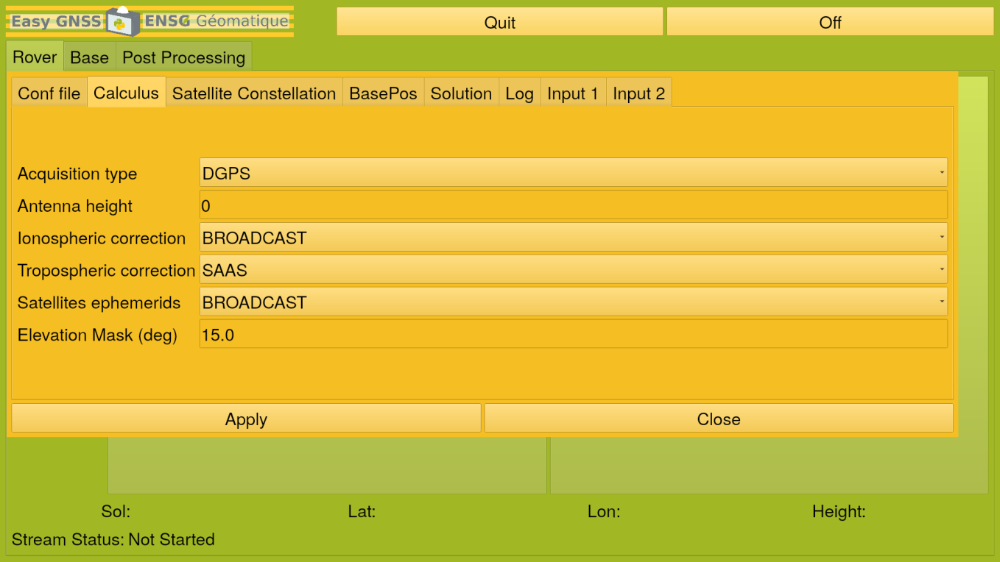 Easy GNSS ENSG Géomatique Quit Off
Rover Base Post Processing
Conf file Calculus Satellite Constellation BasePos Solution Log Input 1 Input 2
Acquisition type DGPS
Antenna height 0
Ionospheric correction BROADCAST
Tropospheric correction SAAS
Satellites ephemerids BROADCAST
Elevation Mask (deg) 15.0
Apply Close
Sol: Lat: Lon: Height:
Stream Status: Not Started